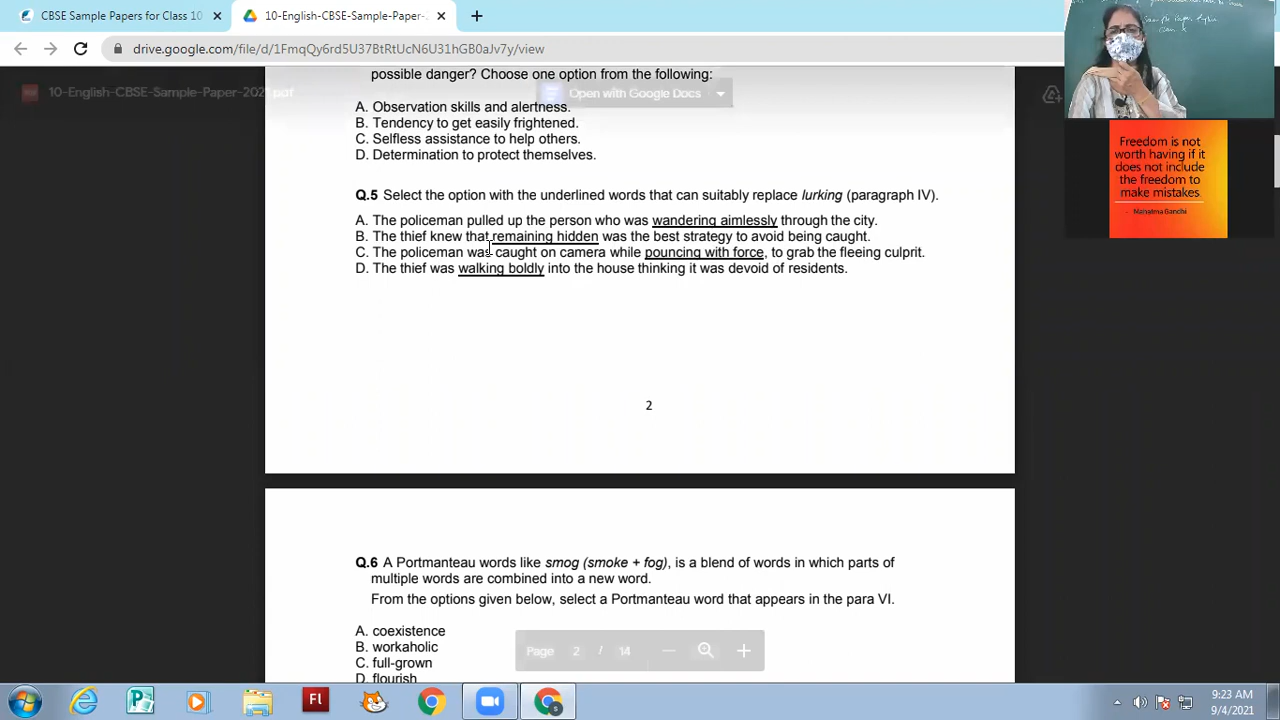 CBSE Sample Papers for Class 10
10-English-CBSE-Sample-Paper-
drive.google.com/file/d/1FmqQy6rd5U37BtRtUcN6U31hGB0aJv7y/view
possible danger? Choose one option from the following:
10-English-CBSE-Sample-Paper-2021.pdf
Open with Google Docs
A. Observation skills and alertness.
B. Tendency to get easily frightened.
C. Selfless assistance to help others.
D. Determination to protect themselves.
Q.5 Select the option with the underlined words that can suitably replace lurking (paragraph IV).
A. The policeman pulled up the person who was wandering aimlessly through the city.
B. The thief knew that remaining hidden was the best strategy to avoid being caught.
C. The policeman was caught on camera while pouncing with force, to grab the fleeing culprit.
D. The thief was walking boldly into the house thinking it was devoid of residents.
2
Q.6 A Portmanteau words like smog (smoke + fog), is a blend of words in which parts of
multiple words are combined into a new word.
From the options given below, select a Portmanteau word that appears in the para VI.
A. coexistence
B. workaholic
C. full-grown
D. flourish
Page 2 / 14
Freedom is not
worth having if it
does not include
the freedom to
make mistakes
Mahatma Gandhi
Fl
9:23 AM
9/4/2021